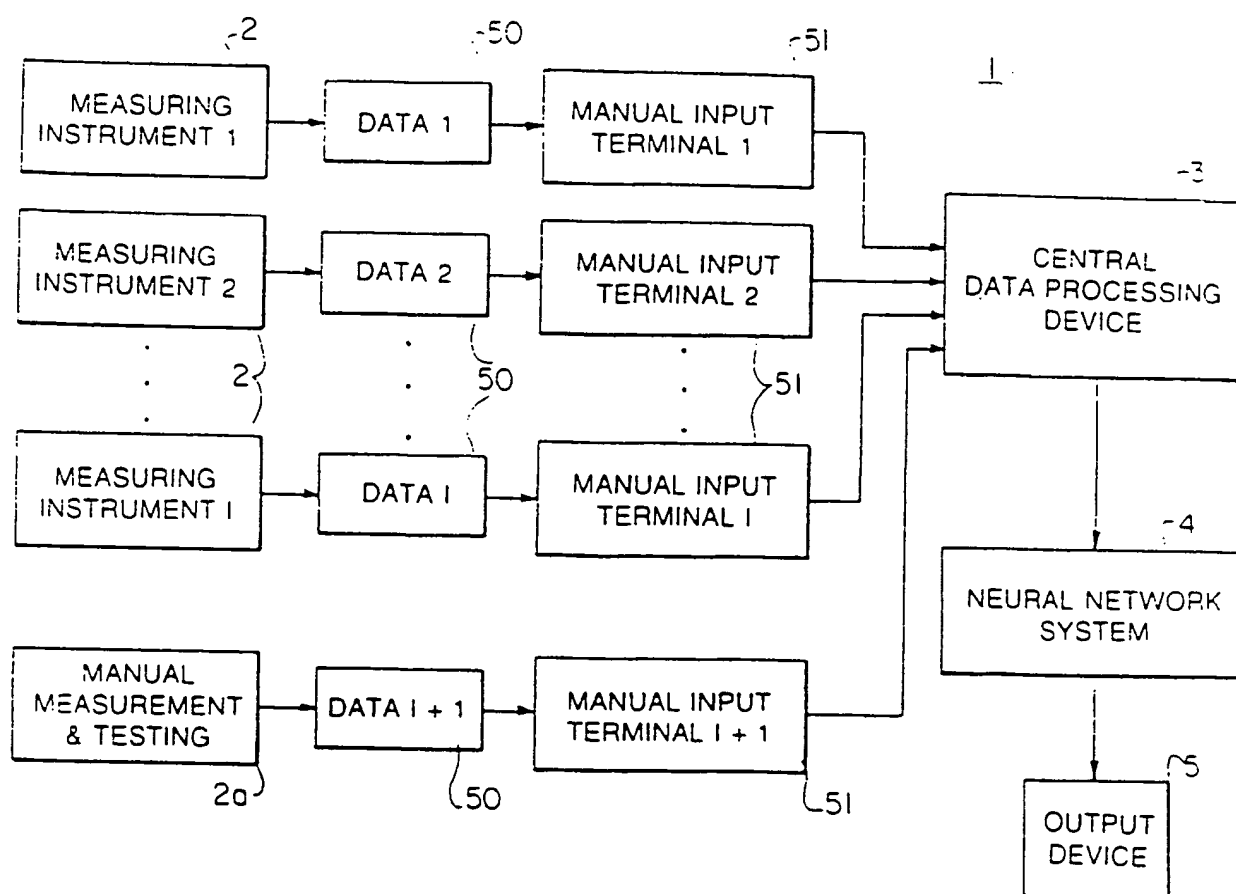 2
50
51
1
MEASURING
INSTRUMENT 1
DATA 1
MANUAL INPUT
TERMINAL 1
3
CENTRAL
DATA PROCESSING
DEVICE
MEASURING
INSTRUMENT 2
DATA 2
MANUAL INPUT
TERMINAL 2
2
50
51
MEASURING
INSTRUMENT I
DATA I
MANUAL INPUT
TERMINAL I
4
NEURAL NETWORK
SYSTEM
MANUAL
MEASUREMENT
& TESTING
DATA I + 1
MANUAL INPUT
TERMINAL I + 1
2a
50
51
5
OUTPUT
DEVICE